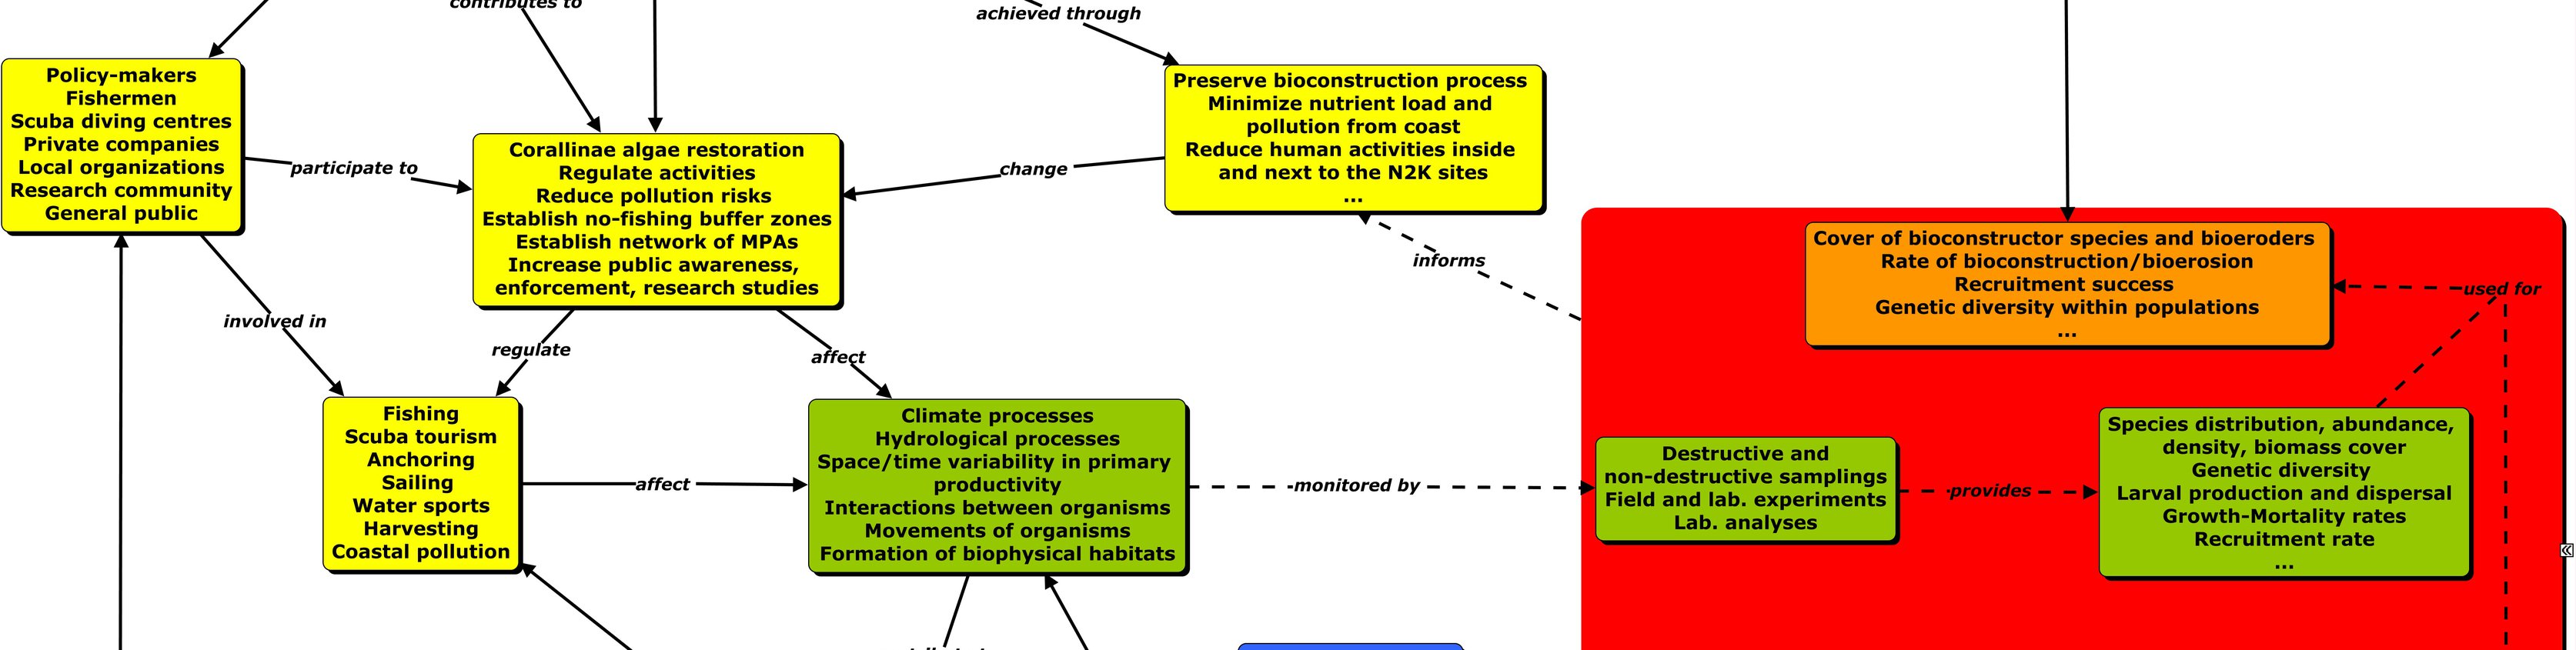 contributes to
achieved through
Policy-makers
Fishermen
Scuba diving centres
Private companies
Local organizations
Research community
General public
participate to
Corallinae algae restoration
Regulate activities
Reduce pollution risks
Establish no-fishing buffer zones
Establish network of MPAs
Increase public awareness,
enforcement, research studies
change
Preserve bioconstruction process
Minimize nutrient load and
pollution from coast
Reduce human activities inside
and next to the N2K sites
...
informs
Cover of bioconstructor species and bioeroders
Rate of bioconstruction/bioerosion
Recruitment success
Genetic diversity within populations
...
used for
involved in
regulate
affect
Fishing
Scuba tourism
Anchoring
Sailing
Water sports
Harvesting
Coastal pollution
affect
Climate processes
Hydrological processes
Space/time variability in primary
productivity
Interactions between organisms
Movements of organisms
Formation of biophysical habitats
monitored by
Destructive and
non-destructive samplings
Field and lab. experiments
Lab. analyses
provides
Species distribution, abundance,
density, biomass cover
Genetic diversity
Larval production and dispersal
Growth-Mortality rates
Recruitment rate
...